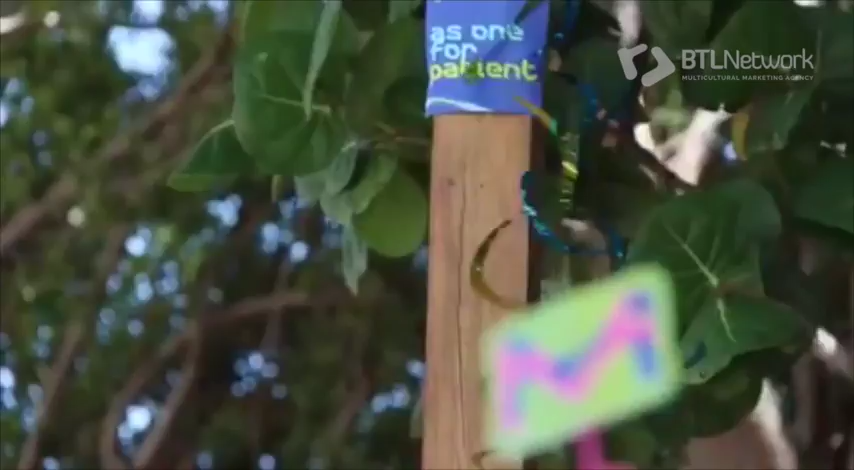 as one
for
patient
BTLNetwork
MULTICULTURAL MARKETING AGENCY
M